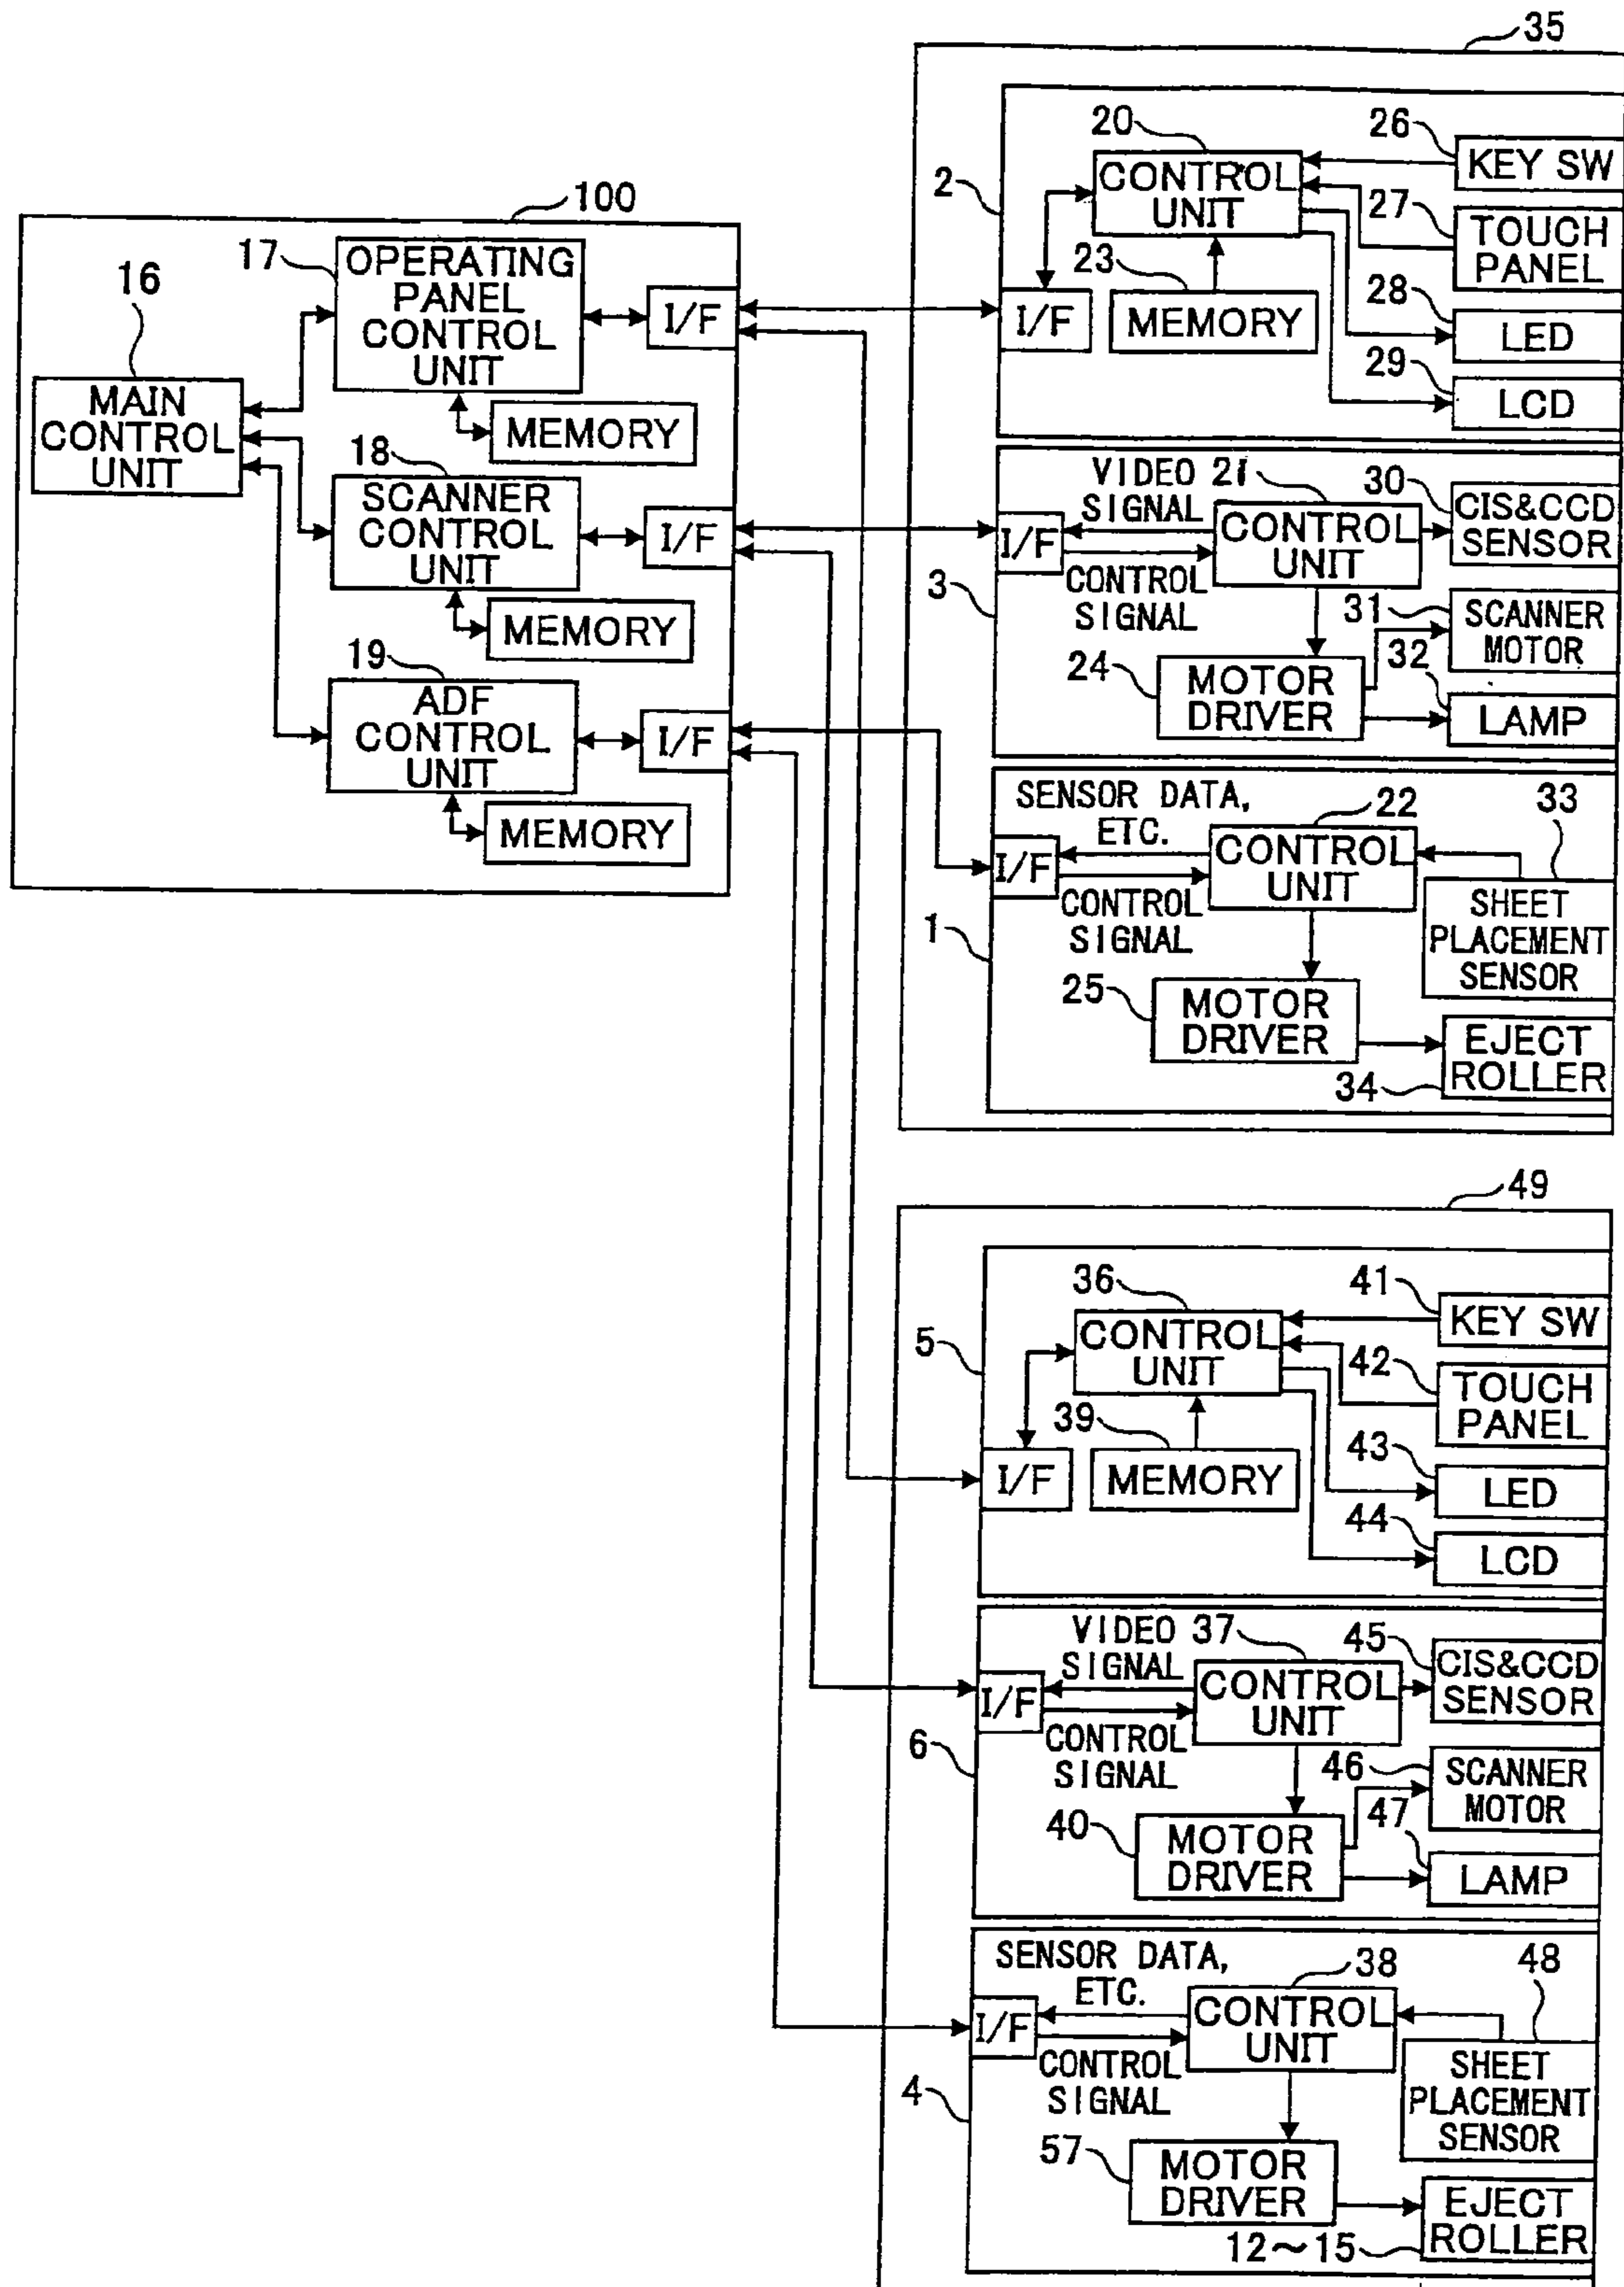 100
16
MAIN
CONTROL
UNIT
17
OPERATING
PANEL
CONTROL
UNIT
I/F
MEMORY
18
SCANNER
CONTROL
UNIT
I/F
MEMORY
19
ADF
CONTROL
UNIT
I/F
MEMORY
35
2
20
CONTROL
UNIT
I/F
23
MEMORY
26
KEY SW
27
TOUCH
PANEL
28
LED
29
LCD
3
VIDEO
SIGNAL
21
I/F
CONTROL
UNIT
CONTROL
SIGNAL
30
CIS&CCD
SENSOR
31
SCANNER
MOTOR
24
MOTOR
DRIVER
32
LAMP
1
SENSOR DATA,
ETC.
22
I/F
CONTROL
UNIT
CONTROL
SIGNAL
33
SHEET
PLACEMENT
SENSOR
25
MOTOR
DRIVER
34
EJECT
ROLLER
49
5
36
CONTROL
UNIT
I/F
39
MEMORY
41
KEY SW
42
TOUCH
PANEL
43
LED
44
LCD
6
VIDEO
SIGNAL
37
I/F
CONTROL
UNIT
CONTROL
SIGNAL
45
CIS&CCD
SENSOR
46
SCANNER
MOTOR
40
MOTOR
DRIVER
47
LAMP
4
SENSOR DATA,
ETC.
38
I/F
CONTROL
UNIT
CONTROL
SIGNAL
48
SHEET
PLACEMENT
SENSOR
57
MOTOR
DRIVER
12~15
EJECT
ROLLER